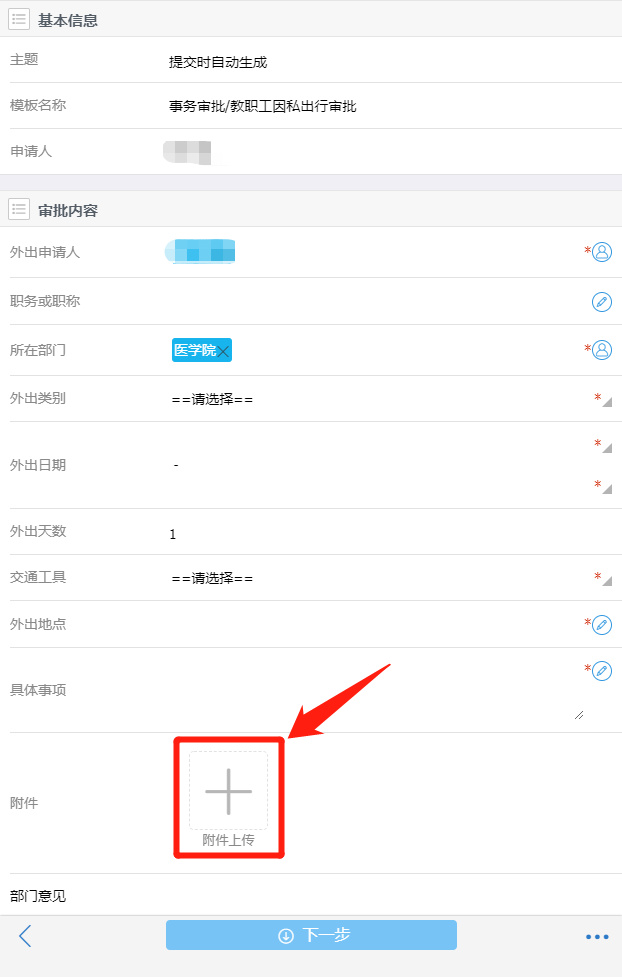 基本信息
主题
提交时自动生成
模板名称
事务审批/教职工因私出行审批
申请人
审批内容
外出申请人
*
职务或职称
所在部门
医学院
*
外出类别
==请选择==
*
外出日期
-
*
*
外出天数
1
交通工具
==请选择==
*
外出地点
*
具体事项
*
附件
附件上传
部门意见
下一步